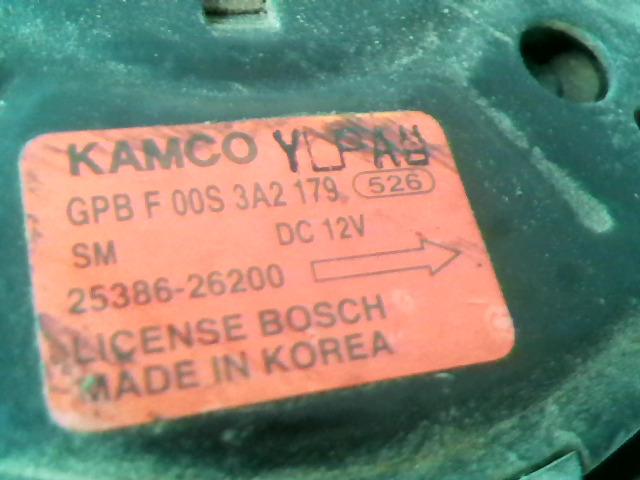 KAMCO
GPB F 00S 3A2 179 526
SM DC 12V
25386-26200
LICENSE BOSCH
MADE IN KOREA